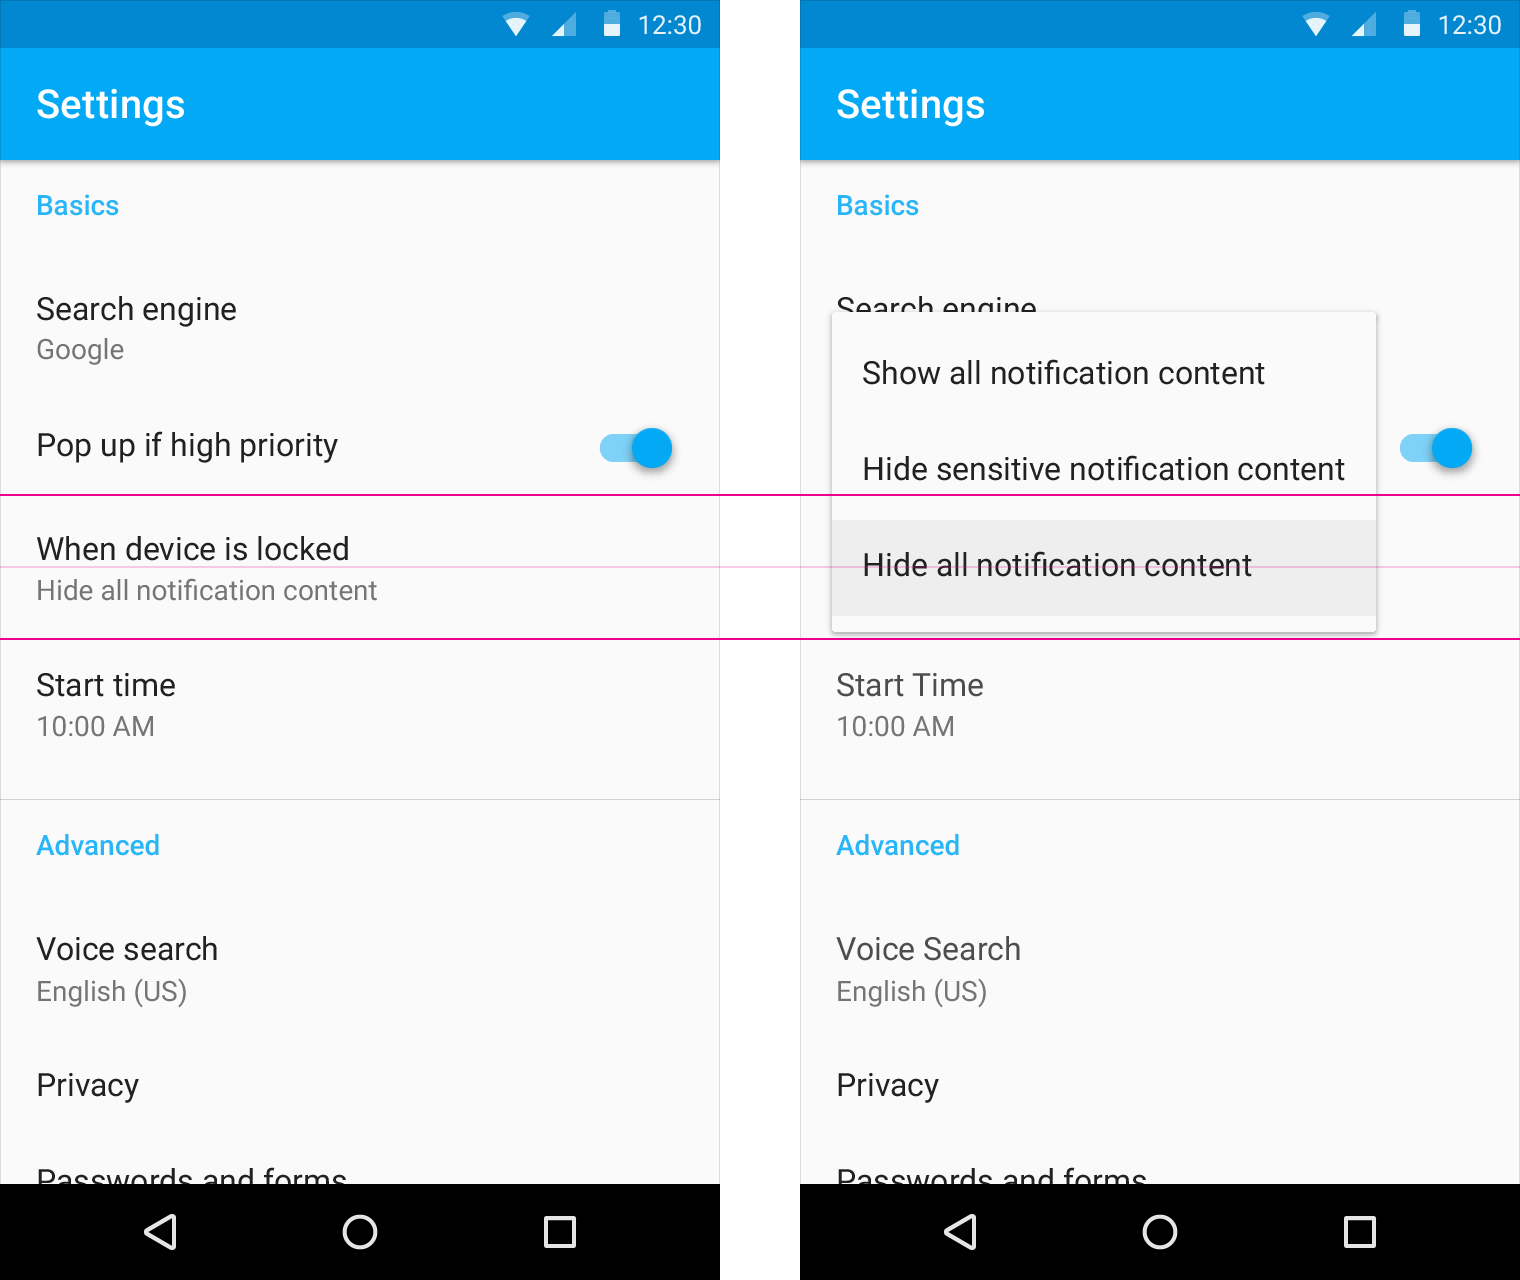 12:30
Settings
Basics
Search engine
Google
Pop up if high priority
When device is locked
Hide all notification content
Start time
10:00 AM
Advanced
Voice search
English (US)
Privacy
Passwords and forms
12:30
Settings
Basics
Search engine
Show all notification content
Hide sensitive notification content
Hide all notification content
Start Time
10:00 AM
Advanced
Voice Search
English (US)
Privacy
Passwords and forms